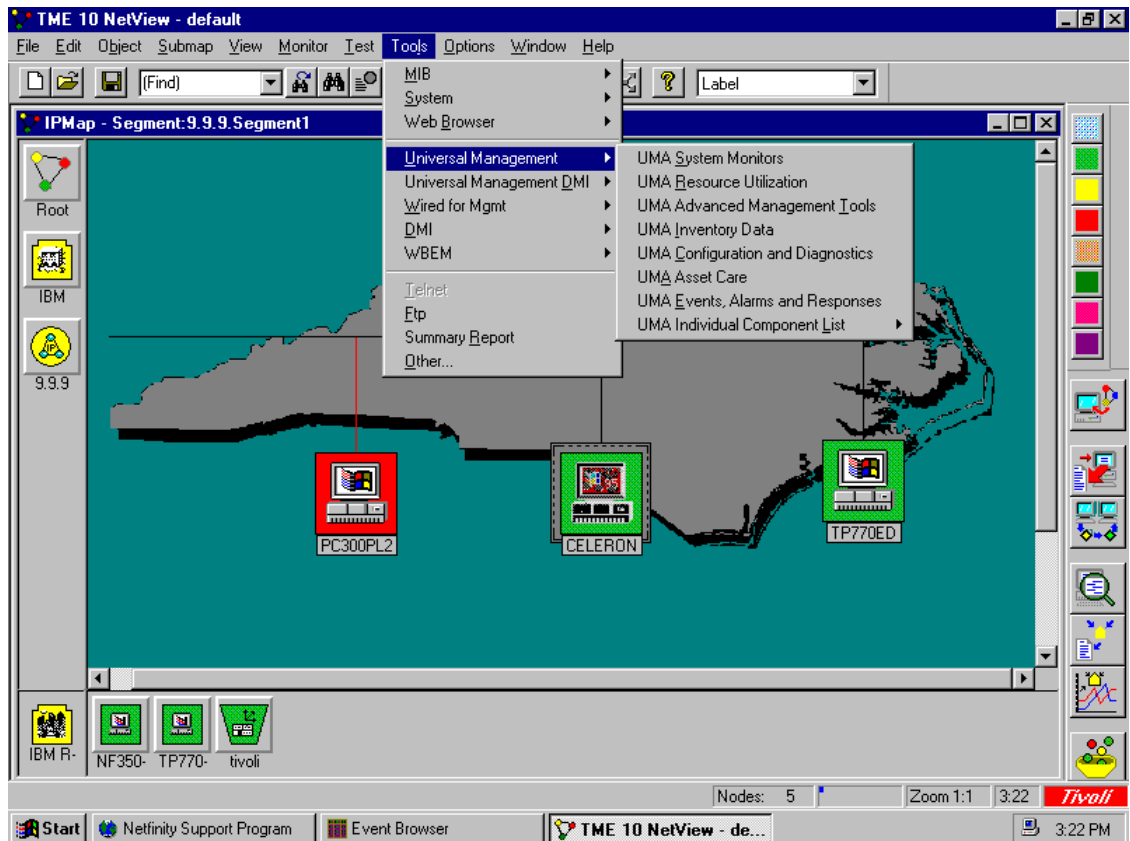 TME 10 NetView - default
File Edit Object Submap View Monitor Test Tools Options Window Help
(Find)
Label
IPMap - Segment:9.9.9.Segment1
MIB
System
Web Browser
Universal Management
Universal Management DMI
Wired for Mgmt
DMI
WBEM
Telnet
Ftp
Summary Report
Other...
UMA System Monitors
UMA Resource Utilization
UMA Advanced Management Tools
UMA Inventory Data
UMA Configuration and Diagnostics
UMA Asset Care
UMA Events, Alarms and Responses
UMA Individual Component List
Root
IBM
IP
9.9.9
95
PC300PL2
CELERON
TP770ED
IBM R-
NF350-
TP770-
tivoli
Nodes: 5
Zoom 1:1
3:22
Tivoli
Start
Netfinity Support Program
Event Browser
TME 10 NetView - de...
3:22 PM